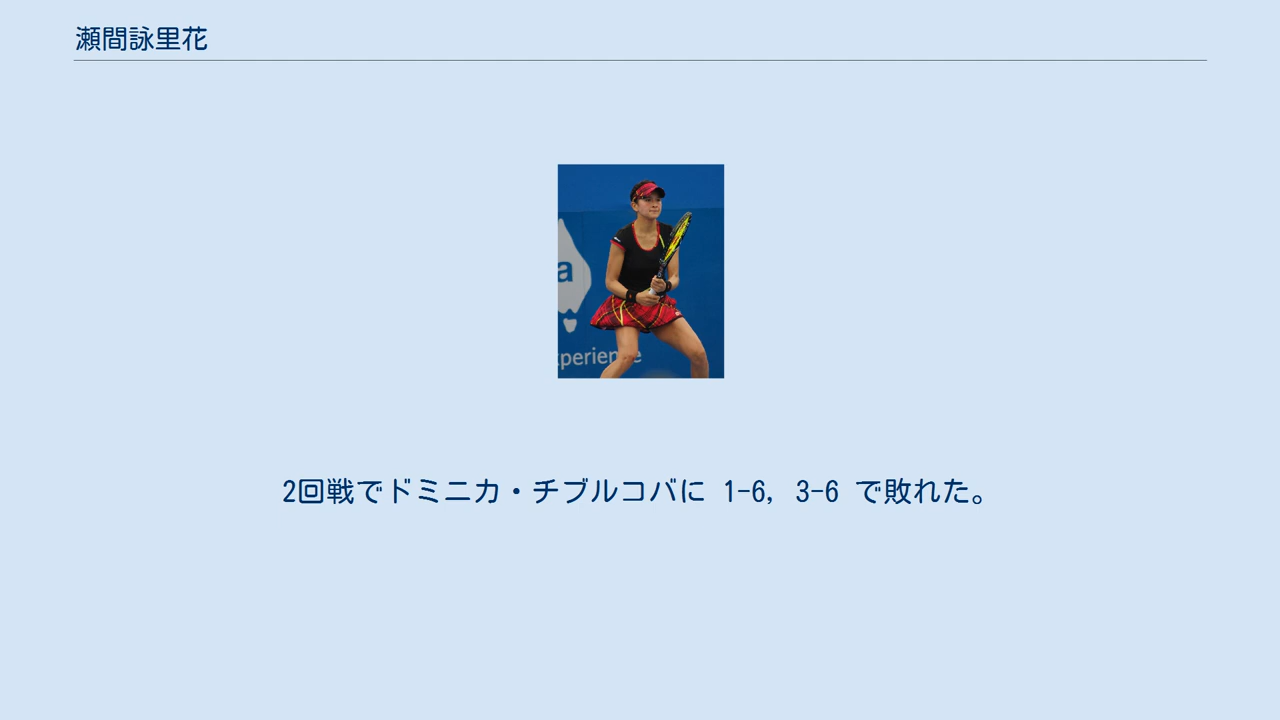 瀬間詠里花
a
xperience
2回戦でドミニカ・チブルコバに 1-6, 3-6 で敗れた。